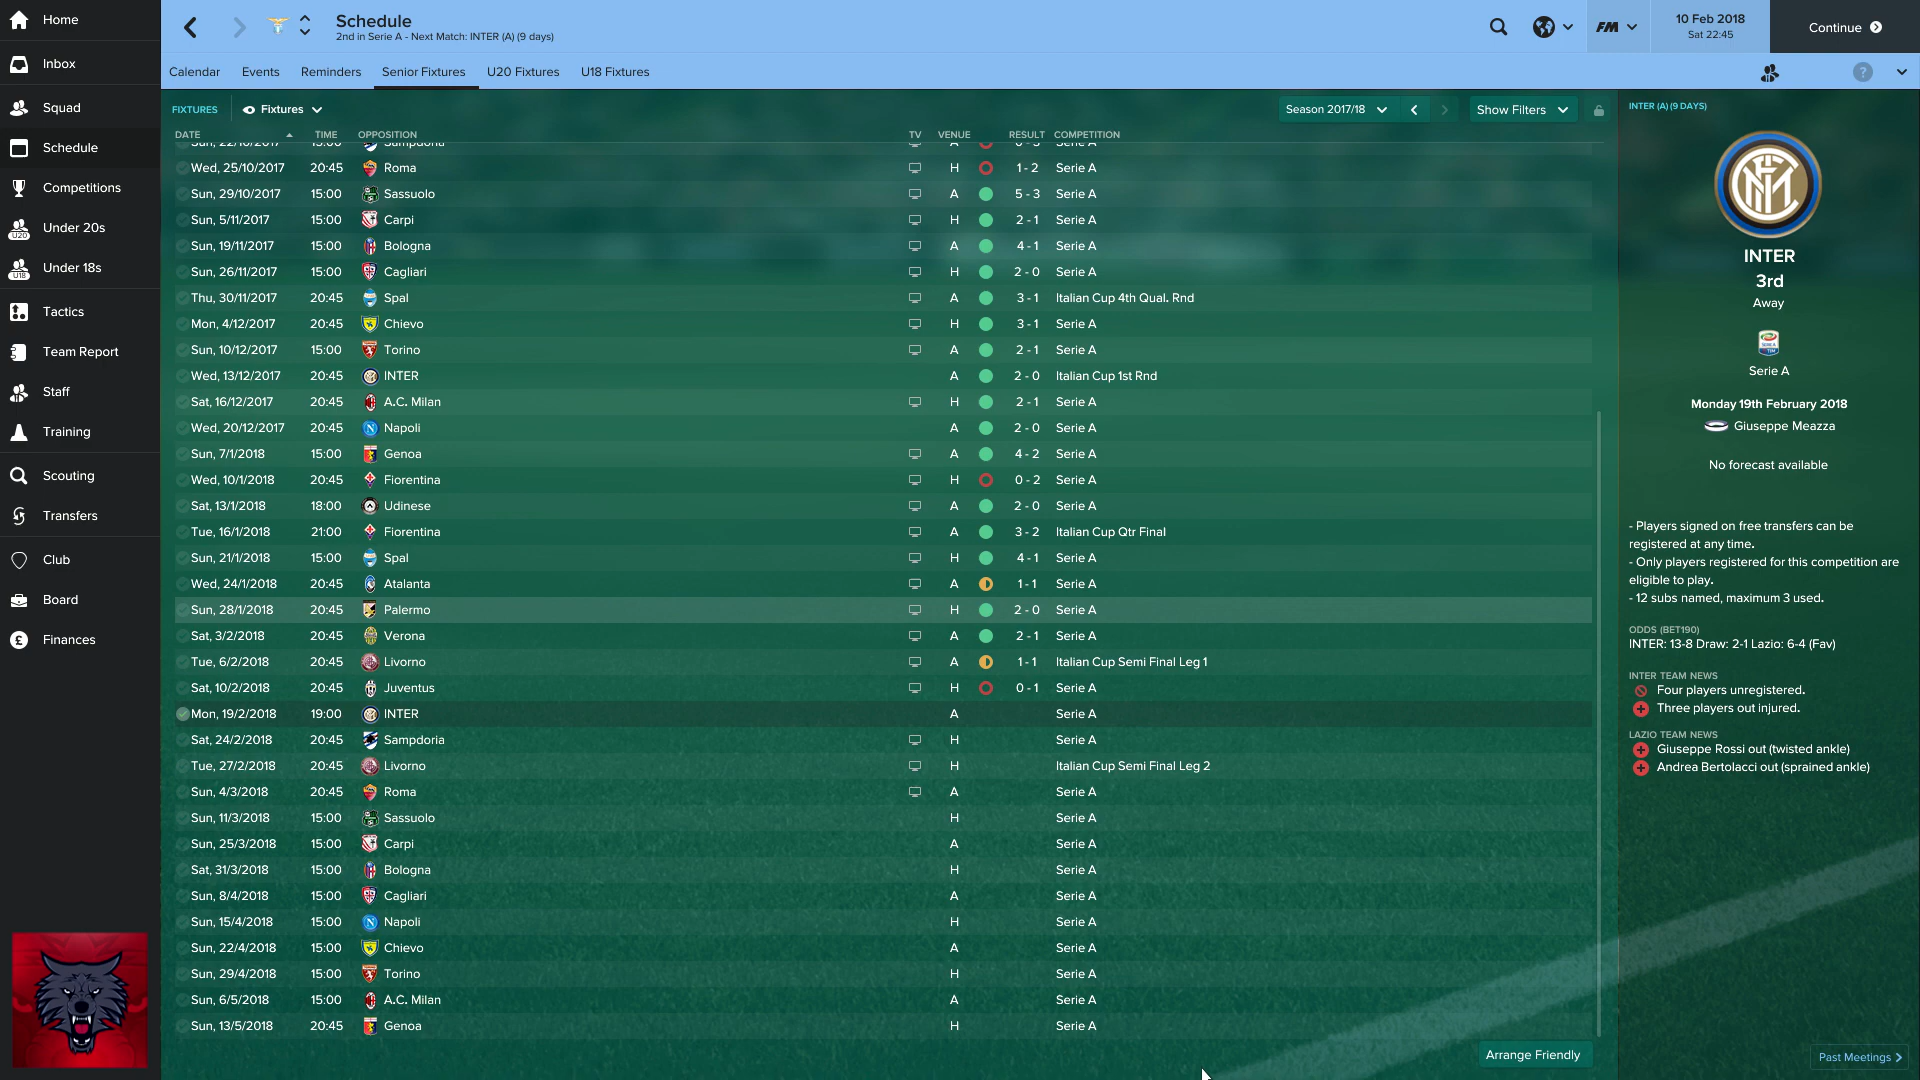 Home
Inbox
Squad
Schedule
Competitions
Under 20s
Under 18s
Tactics
Team Report
Staff
Training
Scouting
Transfers
Club
Board
Finances
Schedule
2nd in Serie A - Next Match: INTER (A) (9 days)
FM
10 Feb 2018
Sat 22:45
Continue
Calendar Events Reminders Senior Fixtures U20 Fixtures U18 Fixtures
FIXTURES Fixtures Season 2017/18 Show Filters
DATE TIME OPPOSITION TV VENUE RESULT COMPETITION
Sun, 22/10/2017 15:00 Sampdoria A 0 - 3 Serie A
Wed, 25/10/2017 20:45 Roma H 1 - 2 Serie A
Sun, 29/10/2017 15:00 Sassuolo A 5 - 3 Serie A
Sun, 5/11/2017 15:00 Carpi H 2 - 1 Serie A
Sun, 19/11/2017 15:00 Bologna A 4 - 1 Serie A
Sun, 26/11/2017 15:00 Cagliari H 2 - 0 Serie A
Thu, 30/11/2017 20:45 Spal A 3 - 1 Italian Cup 4th Qual. Rnd
Mon, 4/12/2017 20:45 Chievo H 3 - 1 Serie A
Sun, 10/12/2017 15:00 Torino A 2 - 1 Serie A
Wed, 13/12/2017 20:45 INTER A 2 - 0 Italian Cup 1st Rnd
Sat, 16/12/2017 20:45 A.C. Milan H 2 - 1 Serie A
Wed, 20/12/2017 20:45 Napoli A 2 - 0 Serie A
Sun, 7/1/2018 15:00 Genoa A 4 - 2 Serie A
Wed, 10/1/2018 20:45 Fiorentina H 0 - 2 Serie A
Sat, 13/1/2018 18:00 Udinese A 2 - 0 Serie A
Tue, 16/1/2018 21:00 Fiorentina A 3 - 2 Italian Cup Qtr Final
Sun, 21/1/2018 15:00 Spal H 4 - 1 Serie A
Wed, 24/1/2018 20:45 Atalanta A 1 - 1 Serie A
Sun, 28/1/2018 20:45 Palermo H 2 - 0 Serie A
Sat, 3/2/2018 20:45 Verona A 2 - 1 Serie A
Tue, 6/2/2018 20:45 Livorno A 1 - 1 Italian Cup Semi Final Leg 1
Sat, 10/2/2018 20:45 Juventus H 0 - 1 Serie A
Mon, 19/2/2018 19:00 INTER A Serie A
Sat, 24/2/2018 20:45 Sampdoria H Serie A
Tue, 27/2/2018 20:45 Livorno H Italian Cup Semi Final Leg 2
Sun, 4/3/2018 20:45 Roma A Serie A
Sun, 11/3/2018 15:00 Sassuolo H Serie A
Sun, 25/3/2018 15:00 Carpi A Serie A
Sat, 31/3/2018 15:00 Bologna H Serie A
Sun, 8/4/2018 15:00 Cagliari A Serie A
Sun, 15/4/2018 15:00 Napoli H Serie A
Sun, 22/4/2018 15:00 Chievo A Serie A
Sun, 29/4/2018 15:00 Torino H Serie A
Sun, 6/5/2018 15:00 A.C. Milan A Serie A
Sun, 13/5/2018 20:45 Genoa H Serie A
Arrange Friendly
INTER (A) (9 DAYS)
INTER
3rd
Away
Serie A
Monday 19th February 2018
Giuseppe Meazza
No forecast available
- Players signed on free transfers can be
registered at any time.
- Only players registered for this competition are
eligible to play.
- 12 subs named, maximum 3 used.
ODDS (BET190)
INTER: 13-8 Draw: 2-1 Lazio: 6-4 (Fav)
INTER TEAM NEWS
Four players unregistered.
Three players out injured.
LAZIO TEAM NEWS
Giuseppe Rossi out (twisted ankle)
Andrea Bertolacci out (sprained ankle)
Past Meetings